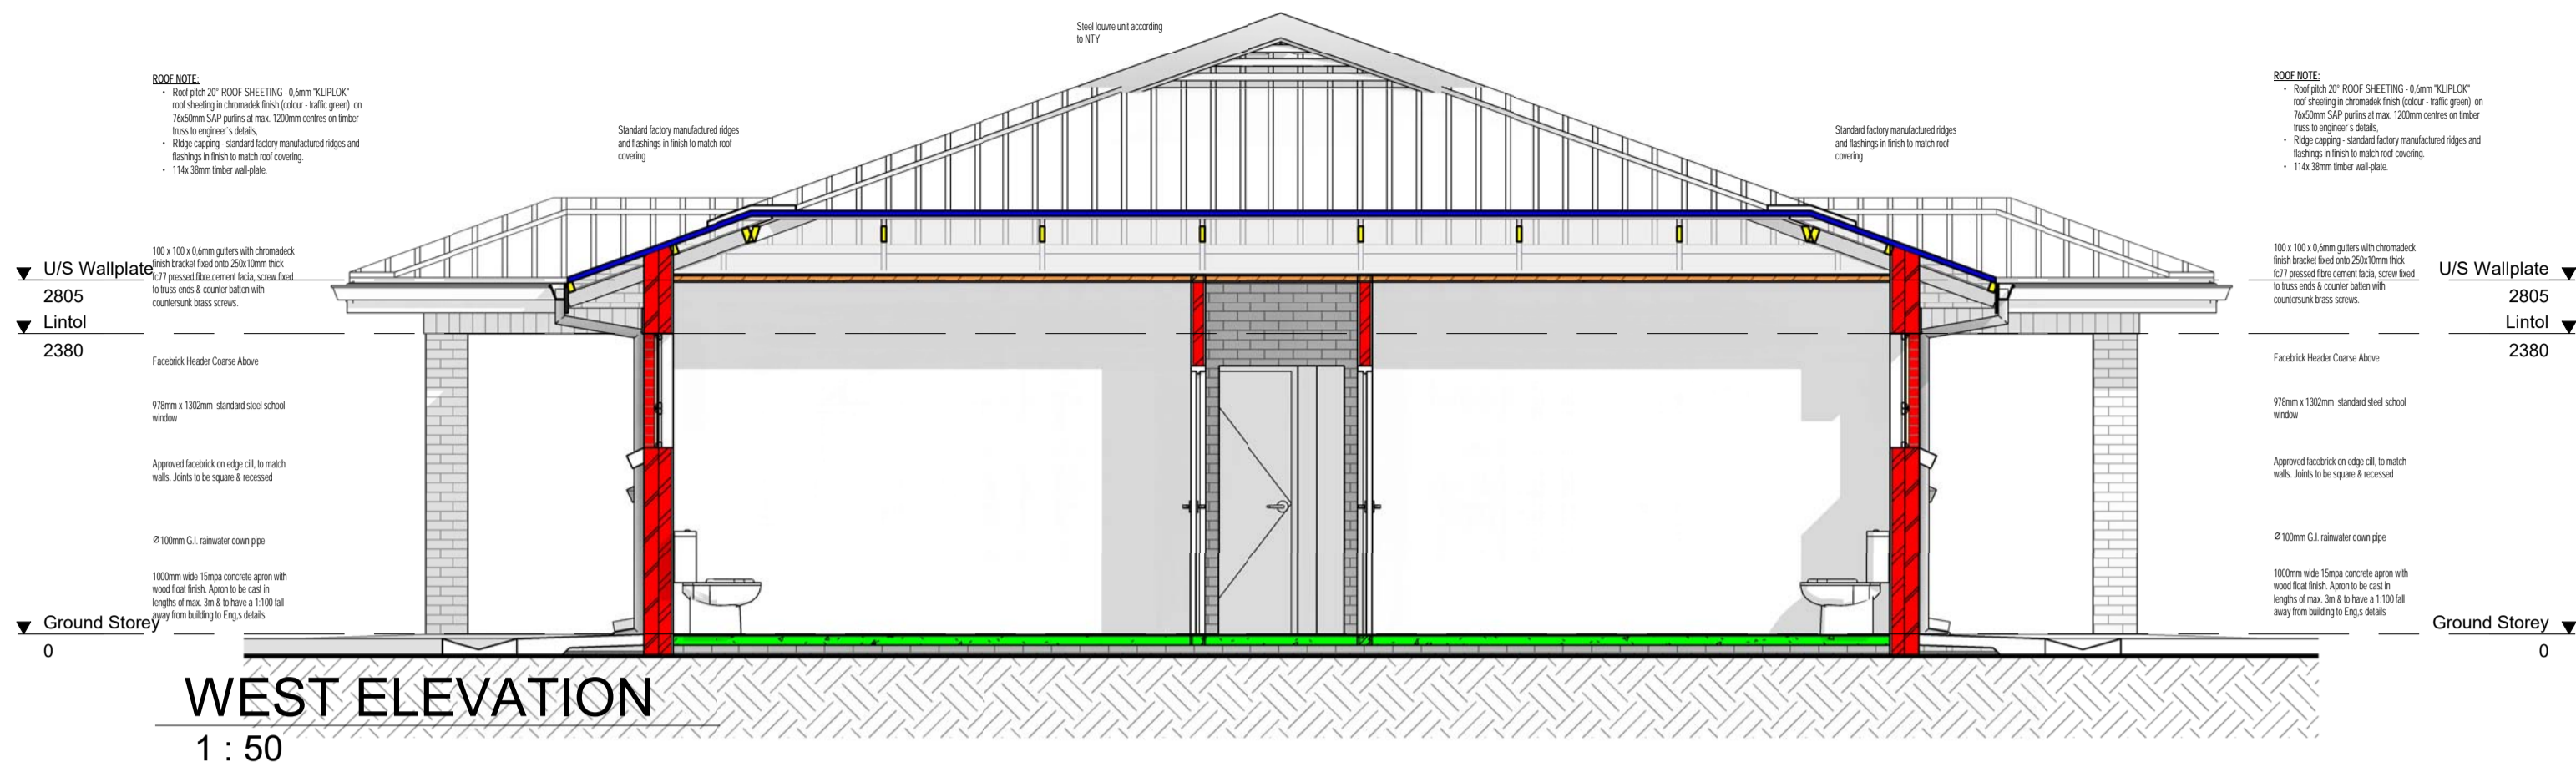 Steel louvre unit according
to NTY
ROOF NOTE:
• Roof pitch 20° ROOF SHEETING - 0,6mm "KLIPLOK"
roof sheeting in chromadek finish (colour - traffic green) on
76x50mm SAP purlins at max. 1200mm centres on timber
truss to engineer`s details,
• RIdge capping - standard factory manufactured ridges and
flashings in finish to match roof covering.
• 114x 38mm timber wall-plate.
Standard factory manufactured ridges
and flashings in finish to match roof
covering
100 x 100 x 0,6mm gutters with chromadeck
finish bracket fixed onto 250x10mm thick
fc77 pressed fibre cement facia, screw fixed
to truss ends & counter batten with
countersunk brass screws.
U/S Wallplate
2805
Lintol
2380
Facebrick Header Coarse Above
978mm x 1302mm standard steel school
window
Approved facebrick on edge cill, to match
walls. Joints to be square & recessed
Ø100mm G.I. rainwater down pipe
1000mm wide 15mpa concrete apron with
wood float finish. Apron to be cast in
lengths of max. 3m & to have a 1:100 fall
away from building to Eng,s details
Ground Storey
0
ROOF NOTE:
• Roof pitch 20° ROOF SHEETING - 0,6mm "KLIPLOK"
roof sheeting in chromadek finish (colour - traffic green) on
76x50mm SAP purlins at max. 1200mm centres on timber
truss to engineer`s details,
• RIdge capping - standard factory manufactured ridges and
flashings in finish to match roof covering.
• 114x 38mm timber wall-plate.
Standard factory manufactured ridges
and flashings in finish to match roof
covering
100 x 100 x 0,6mm gutters with chromadeck
finish bracket fixed onto 250x10mm thick
fc77 pressed fibre cement facia, screw fixed
to truss ends & counter batten with
countersunk brass screws.
U/S Wallplate
2805
Lintol
2380
Facebrick Header Coarse Above
978mm x 1302mm standard steel school
window
Approved facebrick on edge cill, to match
walls. Joints to be square & recessed
Ø100mm G.I. rainwater down pipe
1000mm wide 15mpa concrete apron with
wood float finish. Apron to be cast in
lengths of max. 3m & to have a 1:100 fall
away from building to Eng,s details
Ground Storey
0
WEST ELEVATION
1 : 50